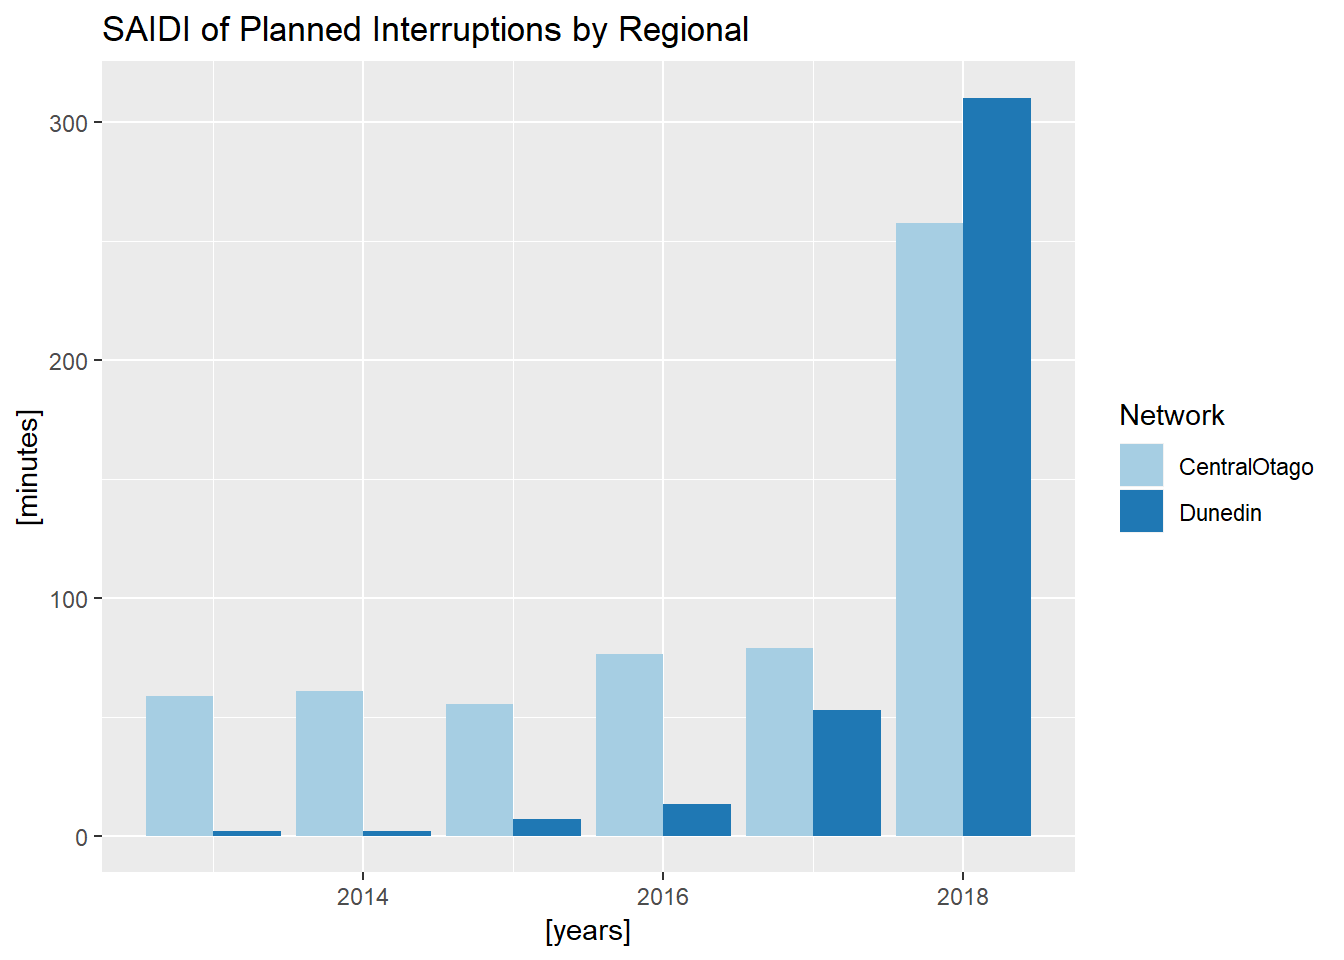 SAIDI of Planned Interruptions by Regional
300
200
100
0
[minutes]
2014 2016 2018
[years]
Network
CentralOtago
Dunedin